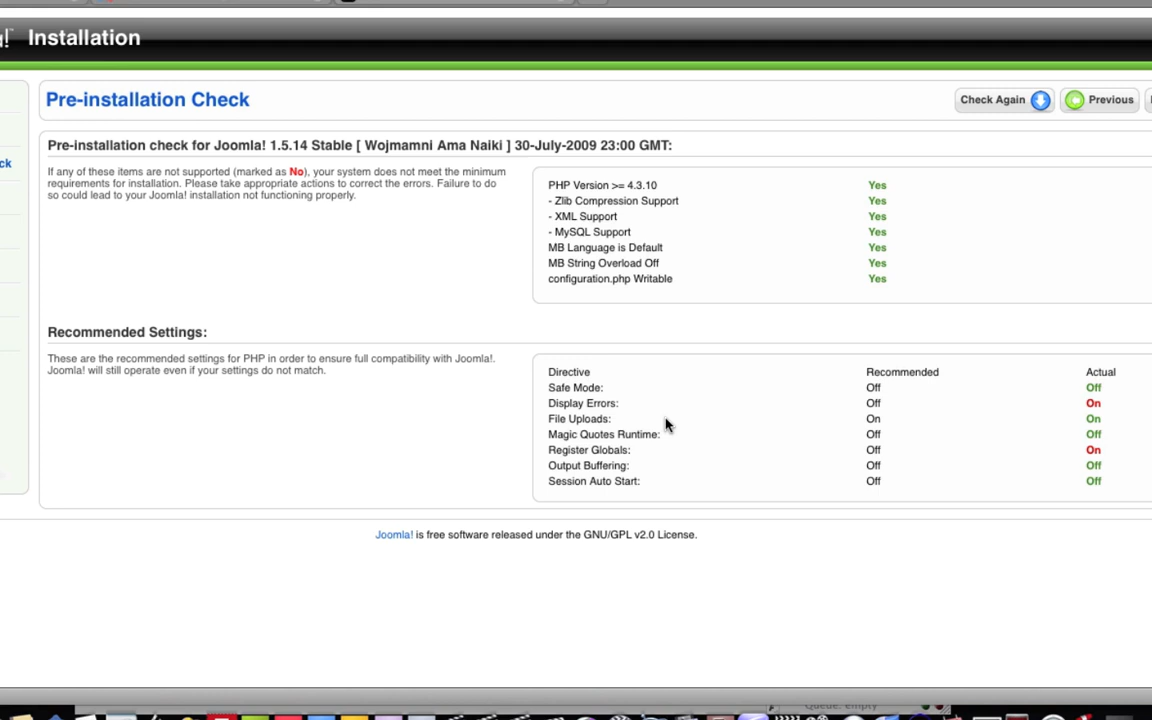 Installation
Pre-installation Check
Check Again
Previous
Pre-installation check for Joomla! 1.5.14 Stable [ Wojmamni Ama Naiki ] 30-July-2009 23:00 GMT:
If any of these items are not supported (marked as No), your system does not meet the minimum
requirements for installation. Please take appropriate actions to correct the errors. Failure to do
so could lead to your Joomla! installation not functioning properly.
PHP Version >= 4.3.10 Yes
- Zlib Compression Support Yes
- XML Support Yes
- MySQL Support Yes
MB Language is Default Yes
MB String Overload Off Yes
configuration.php Writable Yes
Recommended Settings:
These are the recommended settings for PHP in order to ensure full compatibility with Joomla!.
Joomla! will still operate even if your settings do not match.
Directive Recommended Actual
Safe Mode: Off Off
Display Errors: Off On
File Uploads: On On
Magic Quotes Runtime: Off Off
Register Globals: Off On
Output Buffering: Off Off
Session Auto Start: Off Off
Joomla! is free software released under the GNU/GPL v2.0 License.
Queue: empty